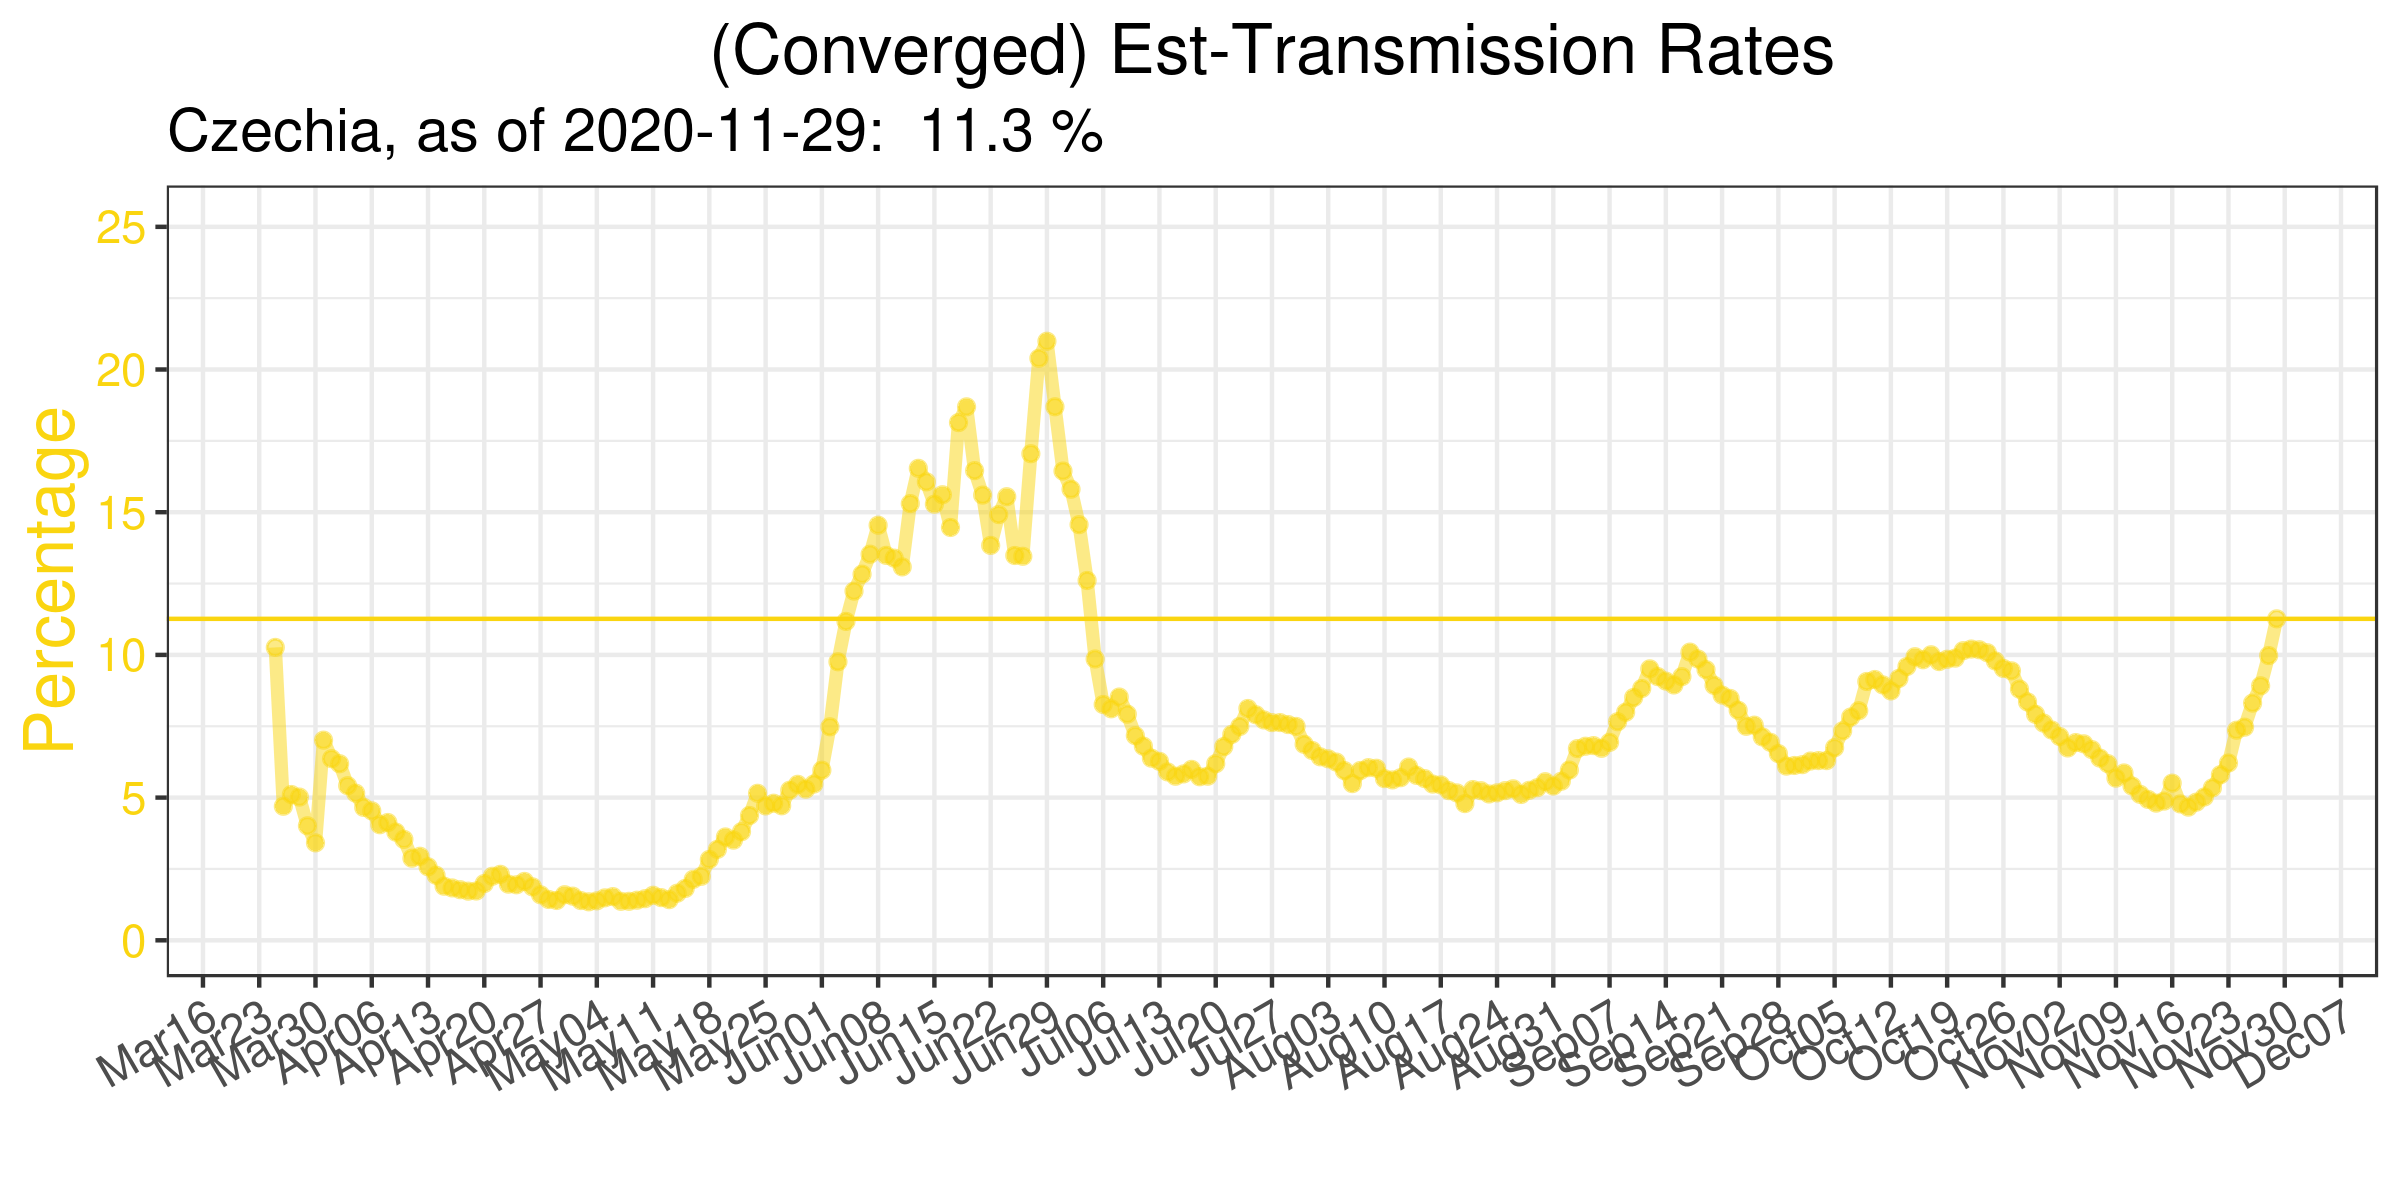 (Converged) Est-Transmission Rates
Czechia, as of 2020-11-29:  11.3 %
Percentage
25
20
15
10
5
0
Mar16
Mar23
Mar30
Apr06
Apr13
Apr20
Apr27
May04
May11
May18
May25
Jun01
Jun08
Jun15
Jun22
Jun29
Jul06
Jul13
Jul20
Jul27
Aug03
Aug10
Aug17
Aug24
Aug31
Sep07
Sep14
Sep21
Sep28
Oct05
Oct12
Oct19
Oct26
Nov02
Nov09
Nov16
Nov23
Nov30
Dec07